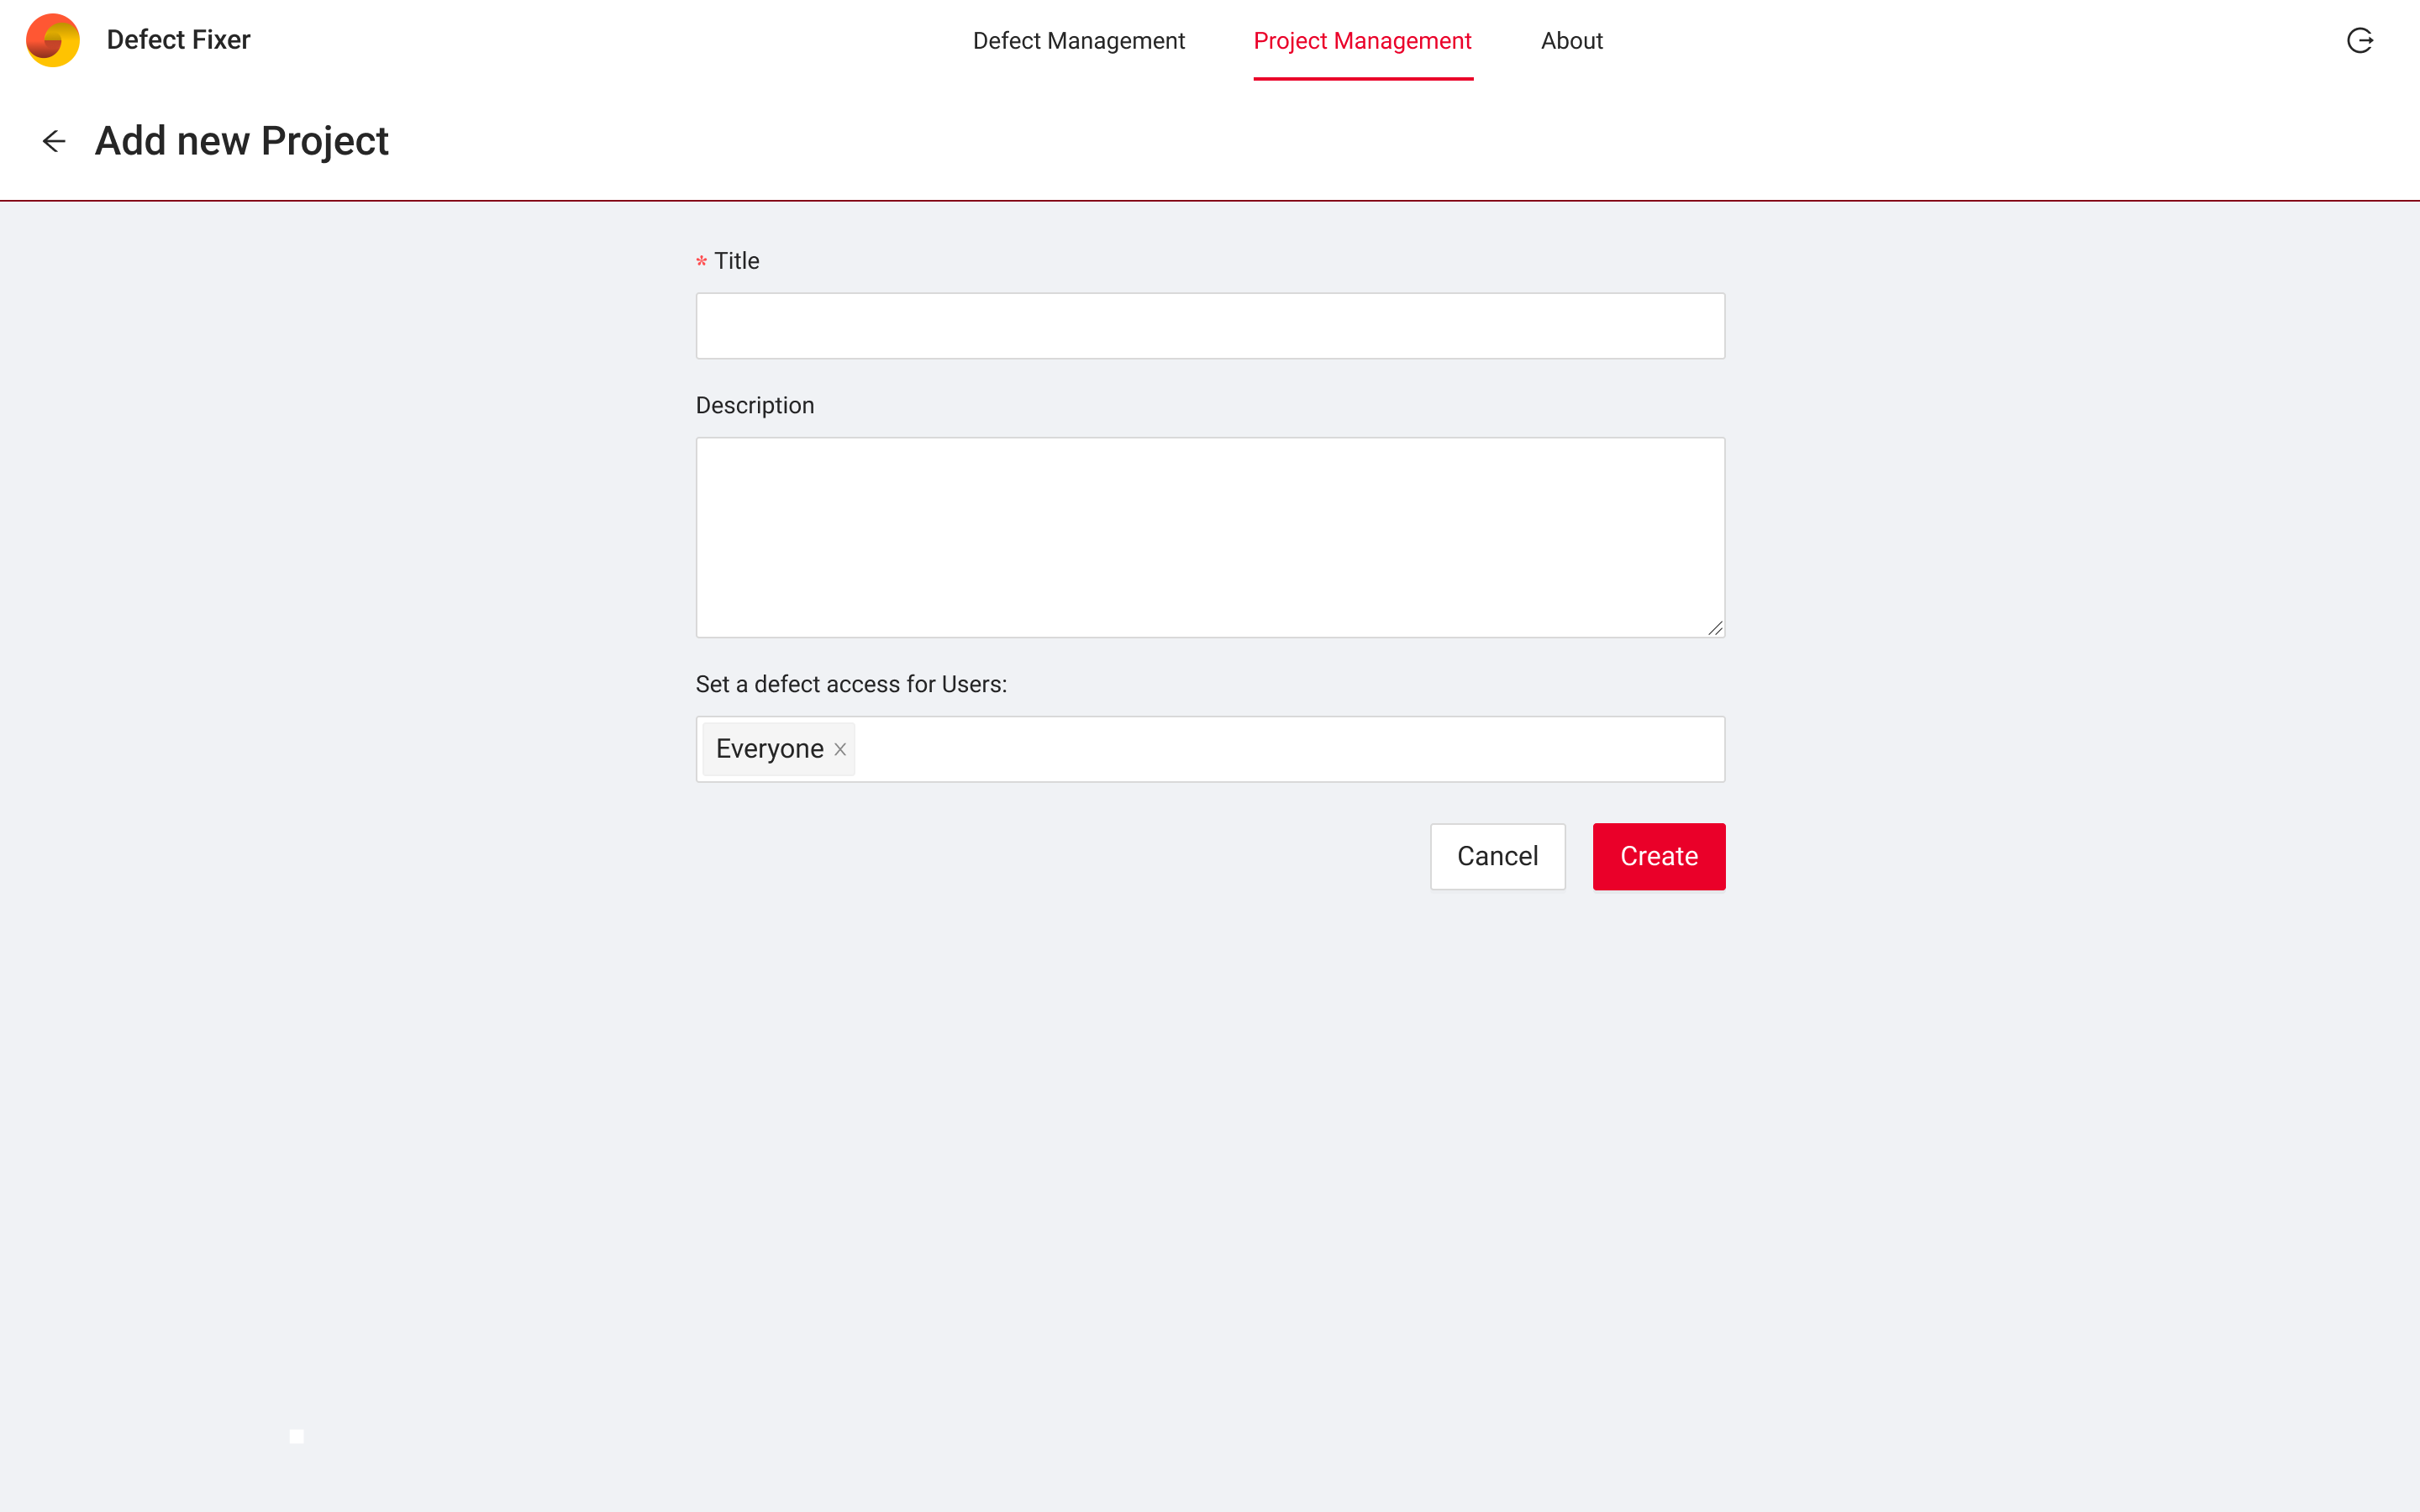 Defect Fixer
Defect Management
Project Management
About
Add new Project
* Title
Description
Set a defect access for Users:
Everyone
Cancel
Create